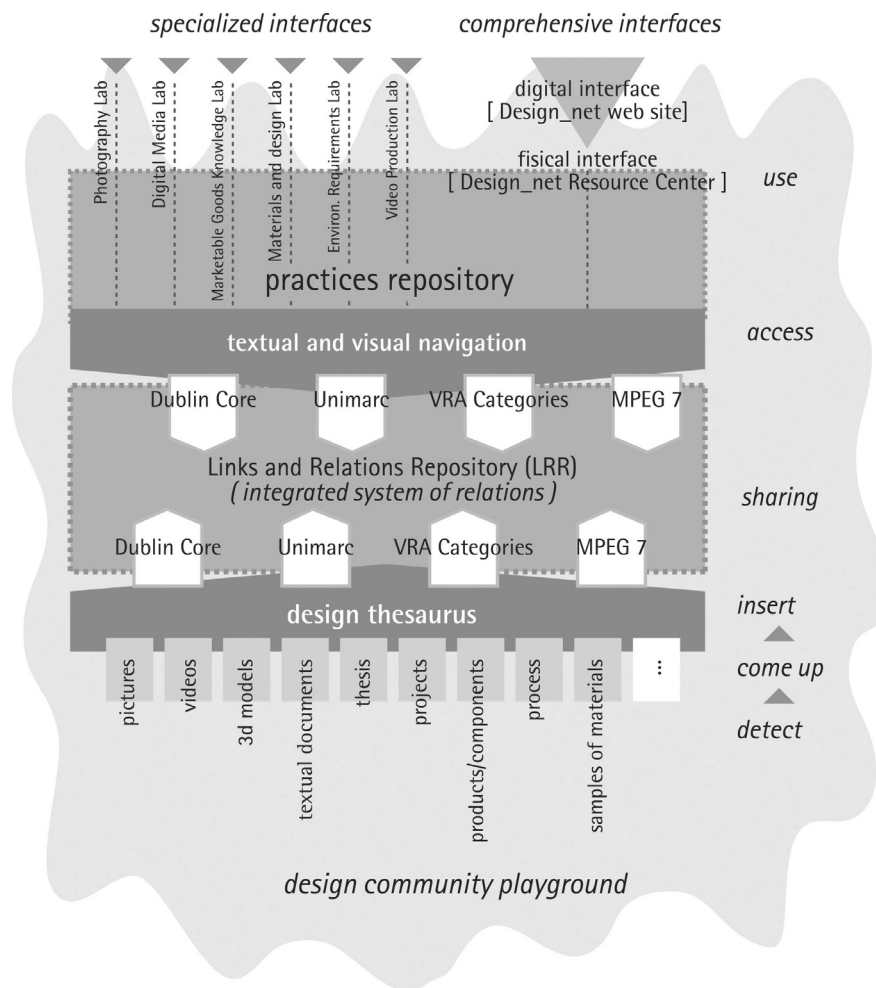 specialized interfaces
comprehensive interfaces
Photography Lab
Digital Media Lab
Marketable Goods Knowledge Lab
Materials and design Lab
Environ. Requirements Lab
Video Production Lab
digital interface
[ Design_net web site]
fisical interface
[ Design_net Resource Center ]
use
practices repository
access
textual and visual navigation
Dublin Core
Unimarc
VRA Categories
MPEG 7
Links and Relations Repository (LRR)
( integrated system of relations )
sharing
Dublin Core
Unimarc
VRA Categories
MPEG 7
insert
design thesaurus
come up
pictures
videos
3d models
textual documents
thesis
projects
products/components
process
samples of materials
...
detect
design community playground